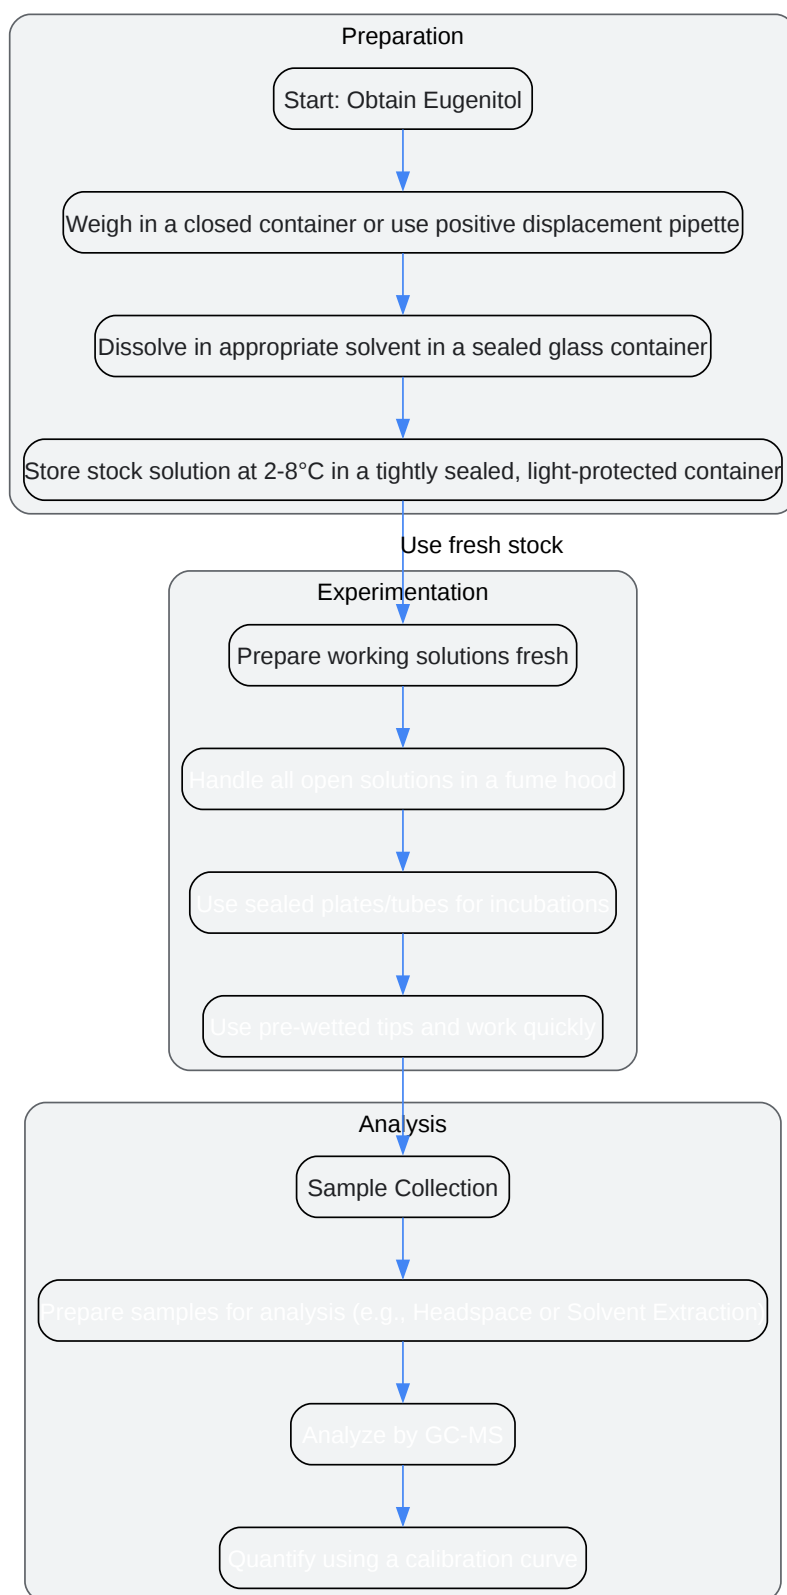 Preparation
Start: Obtain Eugenitol
Weigh in a closed container or use positive displacement pipette
Dissolve in appropriate solvent in a sealed glass container
Store stock solution at 2-8°C in a tightly sealed, light-protected container
Use fresh stock
Experimentation
Prepare working solutions fresh
Handle all open solutions in a fume hood
Use sealed plates/tubes for incubations
Use pre-wetted tips and work quickly
Analysis
Sample Collection
Prepare samples for analysis (e.g., Headspace or Solvent Extraction)
Analyze by GC-MS
Quantify using a calibration curve